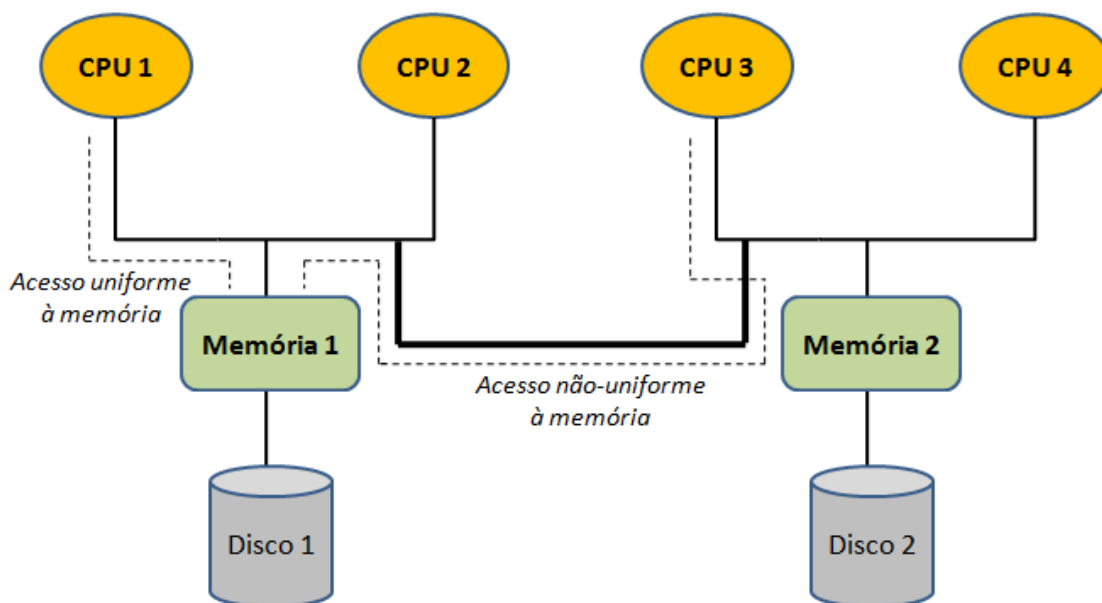 CPU 1
CPU 2
CPU 3
CPU 4
Acesso uniforme
à memória
Memória 1
Memória 2
Acesso não-uniforme
à memória
Disco 1
Disco 2